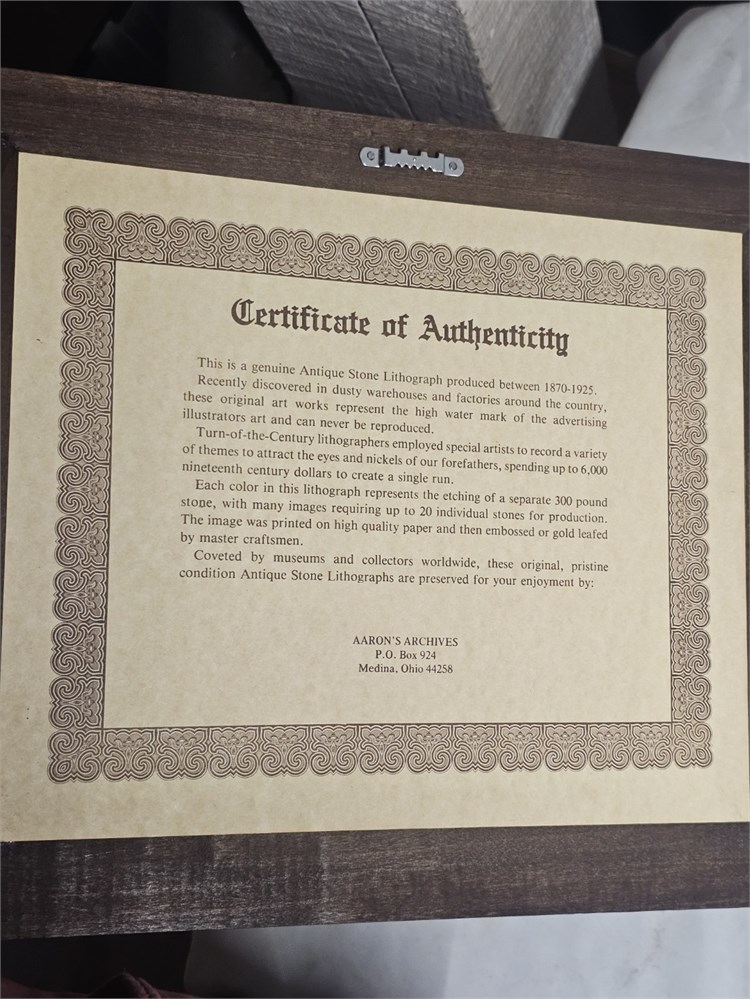 Certificate of Authenticity
This is a genuine Antique Stone Lithograph produced between 1870-1925.
Recently discovered in dusty warehouses and factories around the country,
these original art works represent the high water mark of the advertising
illustrators art and can never be reproduced.
Turn-of-the-Century lithographers employed special artists to record a variety
of themes to attract the eyes and nickels of our forefathers, spending up to 6,000
nineteenth century dollars to create a single run.
Each color in this lithograph represents the etching of a separate 300 pound
stone, with many images requiring up to 20 individual stones for production.
The image was printed on high quality paper and then embossed or gold leafed
by master craftsmen.
Coveted by museums and collectors worldwide, these original, pristine
condition Antique Stone Lithographs are preserved for your enjoyment by:
AARON'S ARCHIVES
P.O. Box 924
Medina, Ohio 44258